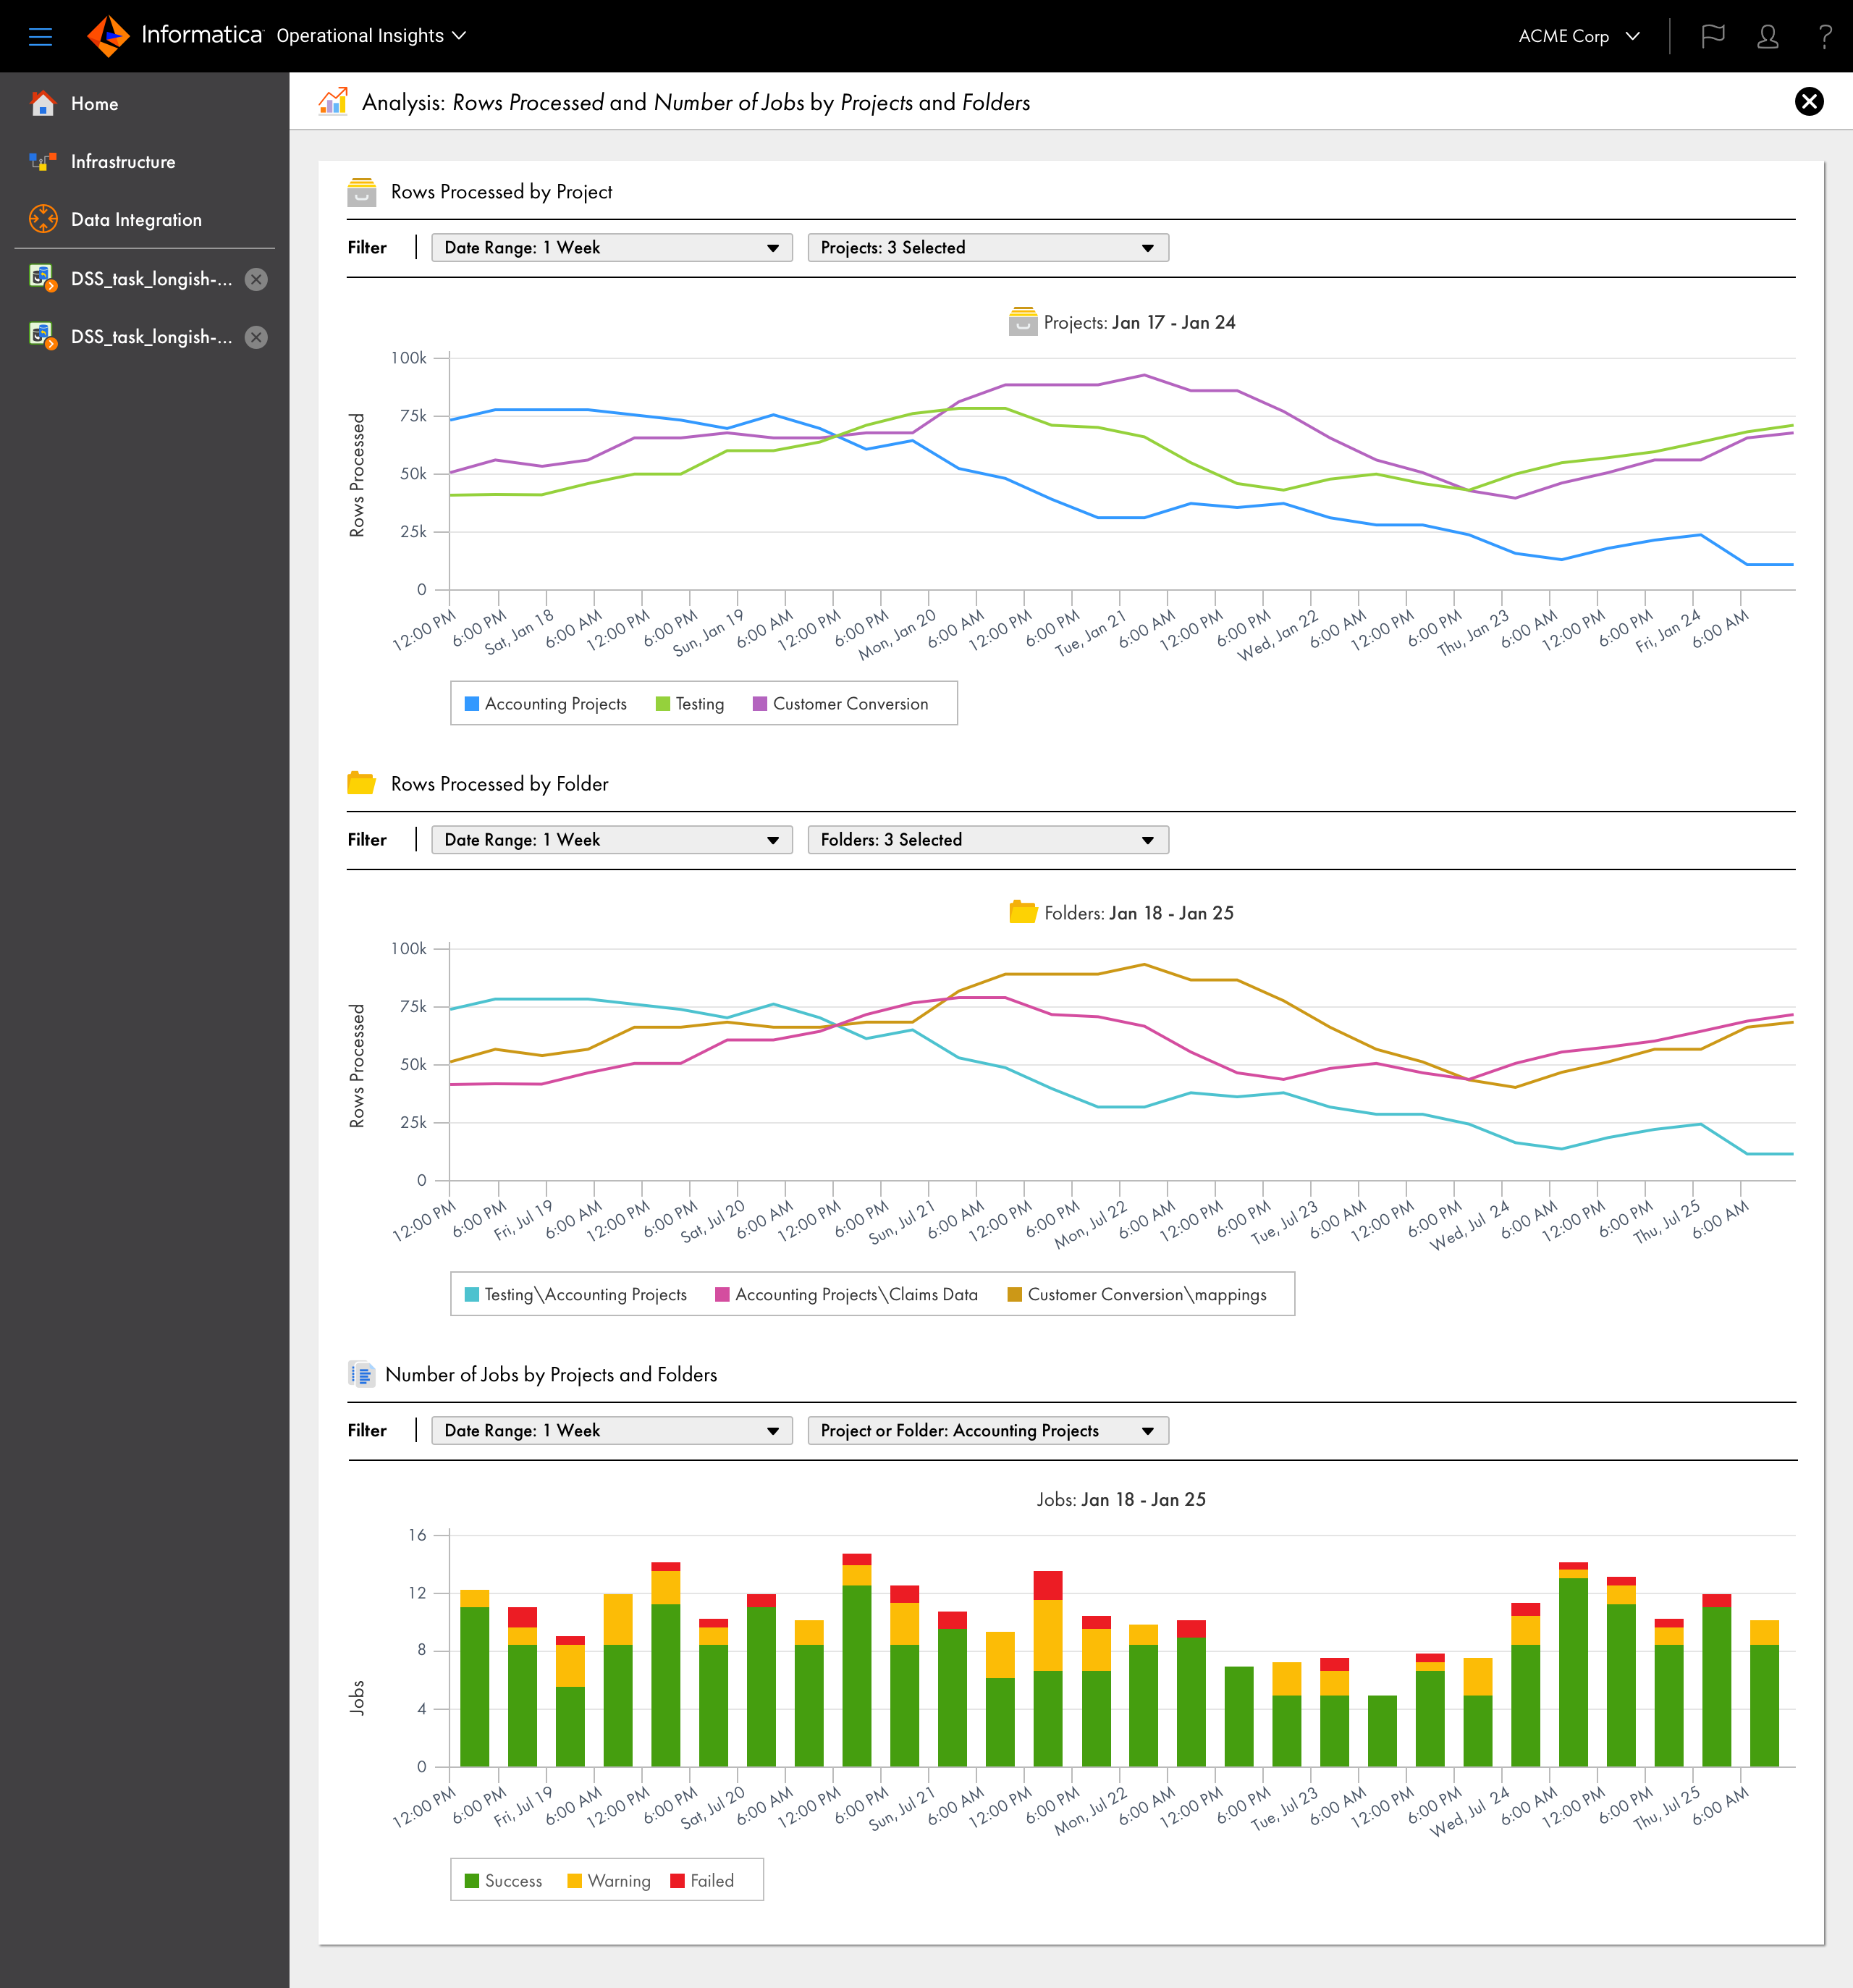 Informatica Operational Insights
ACME Corp
?
Home
Infrastructure
Data Integration
DSS_task_longish-...
DSS_task_longish-...
Analysis: Rows Processed and Number of Jobs by Projects and Folders
Rows Processed by Project
Filter
Date Range: 1 Week
Projects: 3 Selected
Projects: Jan 17 - Jan 24
Rows Processed
100k
75k
50k
25k
0
12:00 PM 6:00 PM Sat, Jan 18 6:00 AM 12:00 PM 6:00 PM Sun, Jan 19 6:00 AM 12:00 PM 6:00 PM Mon, Jan 20 6:00 AM 12:00 PM 6:00 PM Tue, Jan 21 6:00 AM 12:00 PM 6:00 PM Wed, Jan 22 6:00 AM 12:00 PM 6:00 PM Thu, Jan 23 6:00 AM 12:00 PM 6:00 PM Fri, Jan 24 6:00 AM
Accounting Projects Testing Customer Conversion
Rows Processed by Folder
Filter
Date Range: 1 Week
Folders: 3 Selected
Folders: Jan 18 - Jan 25
Rows Processed
100k
75k
50k
25k
0
12:00 PM 6:00 PM Fri, Jul 19 6:00 AM 12:00 PM 6:00 PM Sat, Jul 20 6:00 AM 12:00 PM 6:00 PM Sun, Jul 21 6:00 AM 12:00 PM 6:00 PM Mon, Jul 22 6:00 AM 12:00 PM 6:00 PM Tue, Jul 23 6:00 AM 12:00 PM 6:00 PM Wed, Jul 24 6:00 AM 12:00 PM 6:00 PM Thu, Jul 25 6:00 AM
Testing\Accounting Projects Accounting Projects\Claims Data Customer Conversion\mappings
Number of Jobs by Projects and Folders
Filter
Date Range: 1 Week
Project or Folder: Accounting Projects
Jobs: Jan 18 - Jan 25
Jobs
16
12
8
4
0
12:00 PM 6:00 PM Fri, Jul 19 6:00 AM 12:00 PM 6:00 PM Sat, Jul 20 6:00 AM 12:00 PM 6:00 PM Sun, Jul 21 6:00 AM 12:00 PM 6:00 PM Mon, Jul 22 6:00 AM 12:00 PM 6:00 PM Tue, Jul 23 6:00 AM 12:00 PM 6:00 PM Wed, Jul 24 6:00 AM 12:00 PM 6:00 PM Thu, Jul 25 6:00 AM
Success Warning Failed